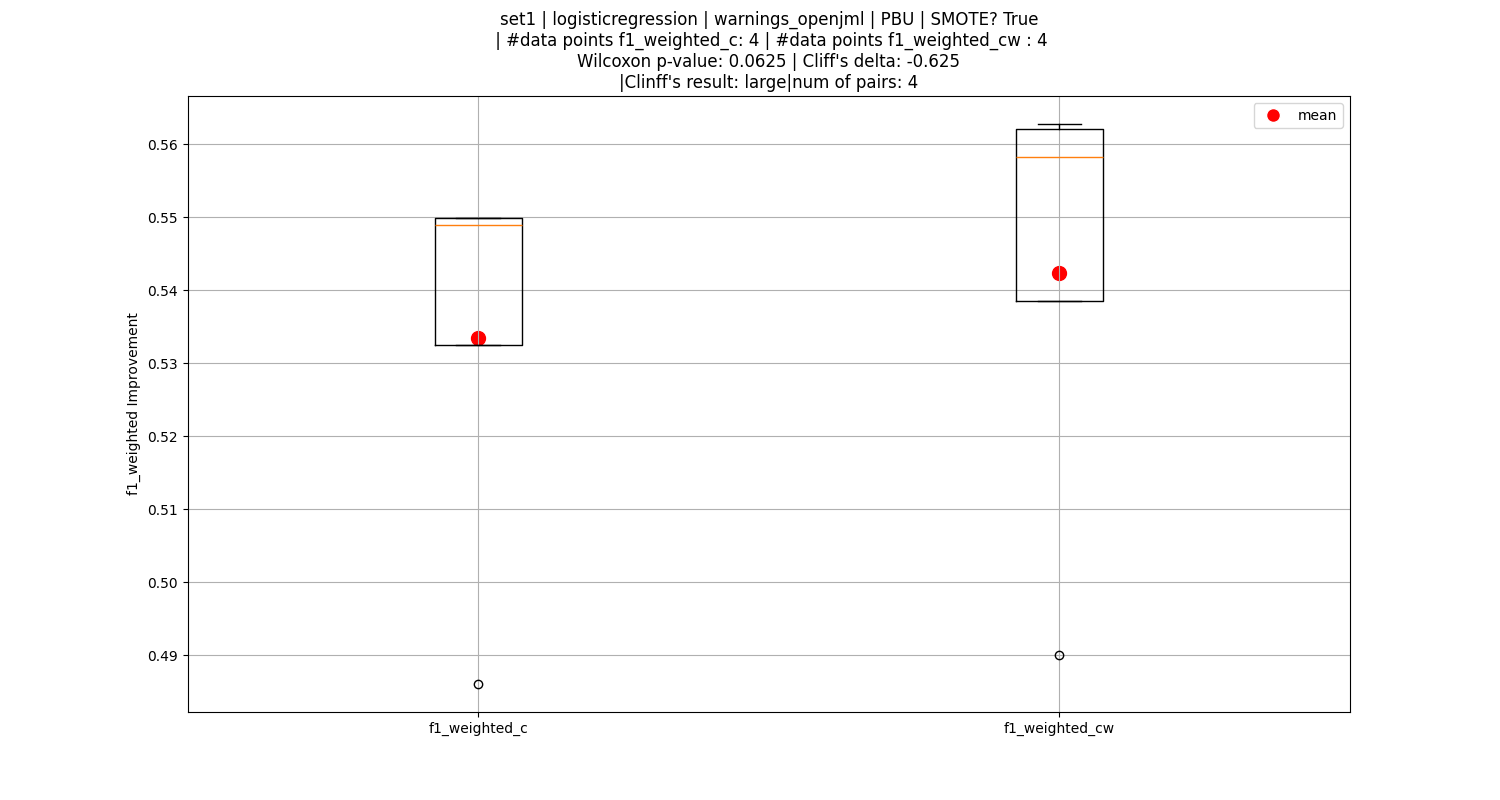 set1 | logisticregression | warnings_openjml | PBU | SMOTE? True
| #data points f1_weighted_c: 4 | #data points f1_weighted_cw : 4
Wilcoxon p-value: 0.0625 | Cliff's delta: -0.625
|Clinff's result: large|num of pairs: 4
mean
0.56
0.55
0.54
0.53
0.52
0.51
0.50
0.49
f1_weighted Improvement
f1_weighted_c
f1_weighted_cw